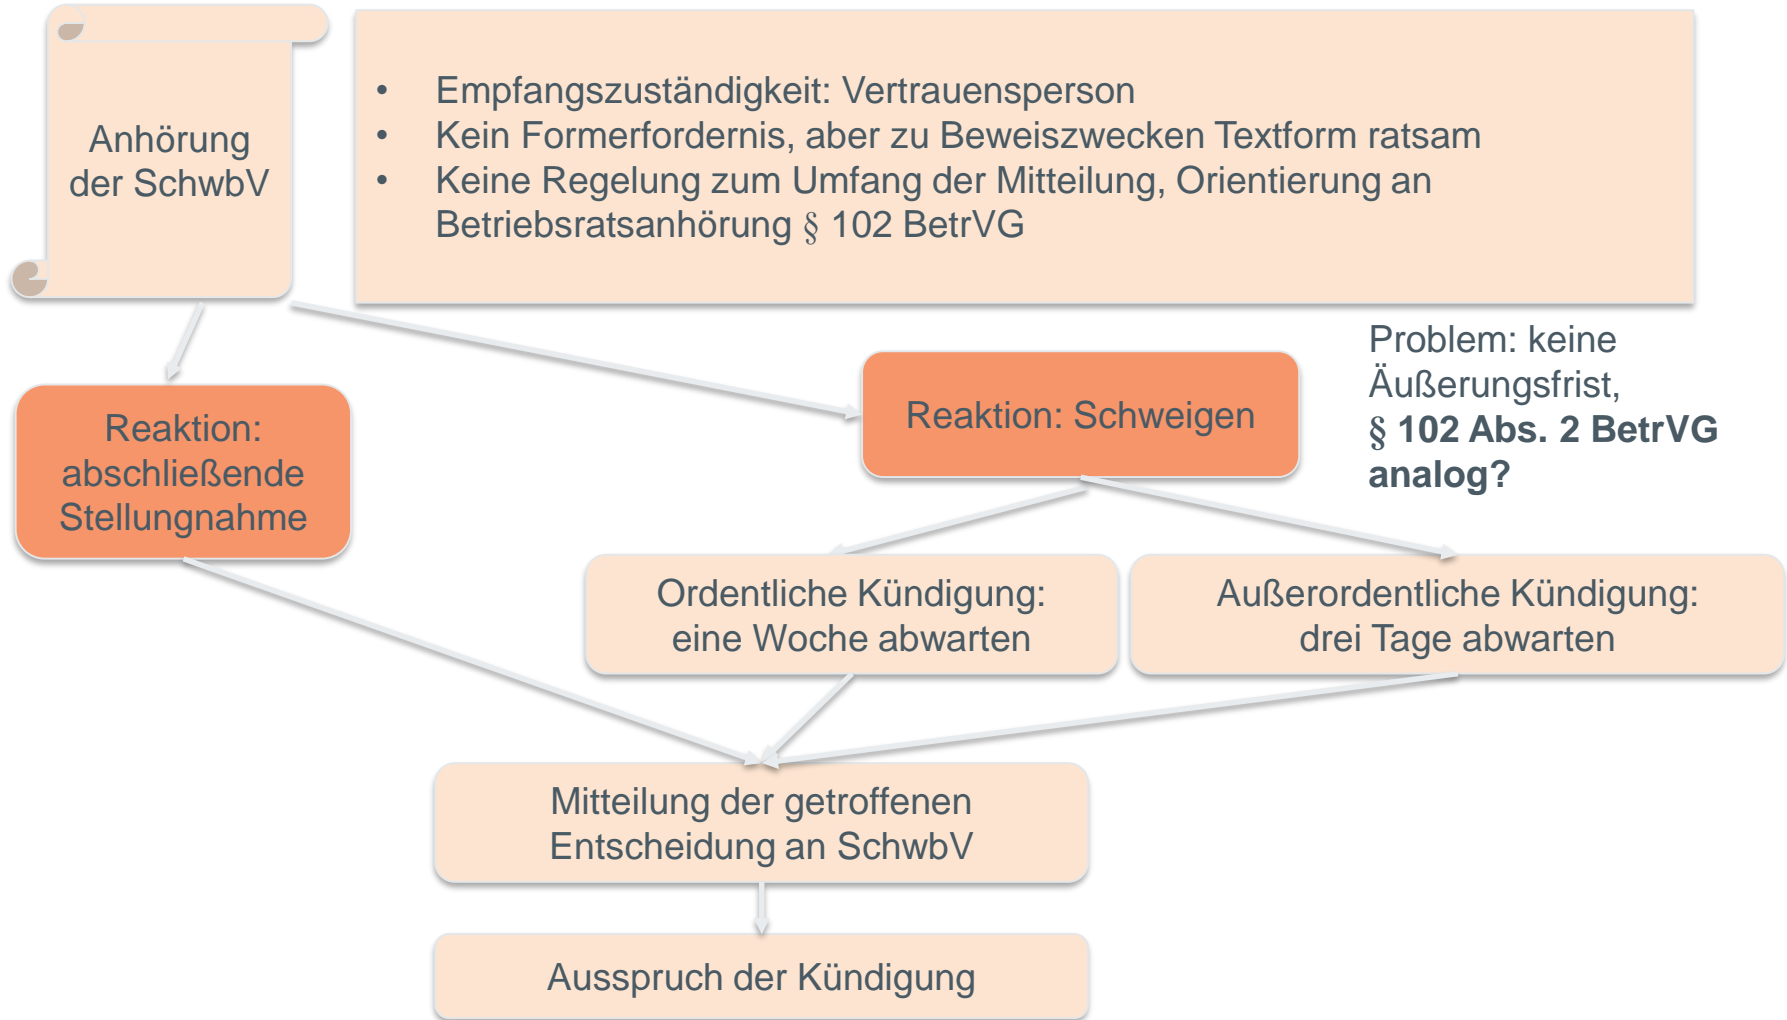 Anhörung
der SchwbV
• Empfangszuständigkeit: Vertrauensperson
• Kein Formerfordernis, aber zu Beweiszwecken Textform ratsam
• Keine Regelung zum Umfang der Mitteilung, Orientierung an
Betriebsratsanhörung § 102 BetrVG
Problem: keine
Äußerungsfrist,
§ 102 Abs. 2 BetrVG
analog?
Reaktion:
abschließende
Stellungnahme
Reaktion: Schweigen
Ordentliche Kündigung:
eine Woche abwarten
Außerordentliche Kündigung:
drei Tage abwarten
Mitteilung der getroffenen
Entscheidung an SchwbV
Ausspruch der Kündigung